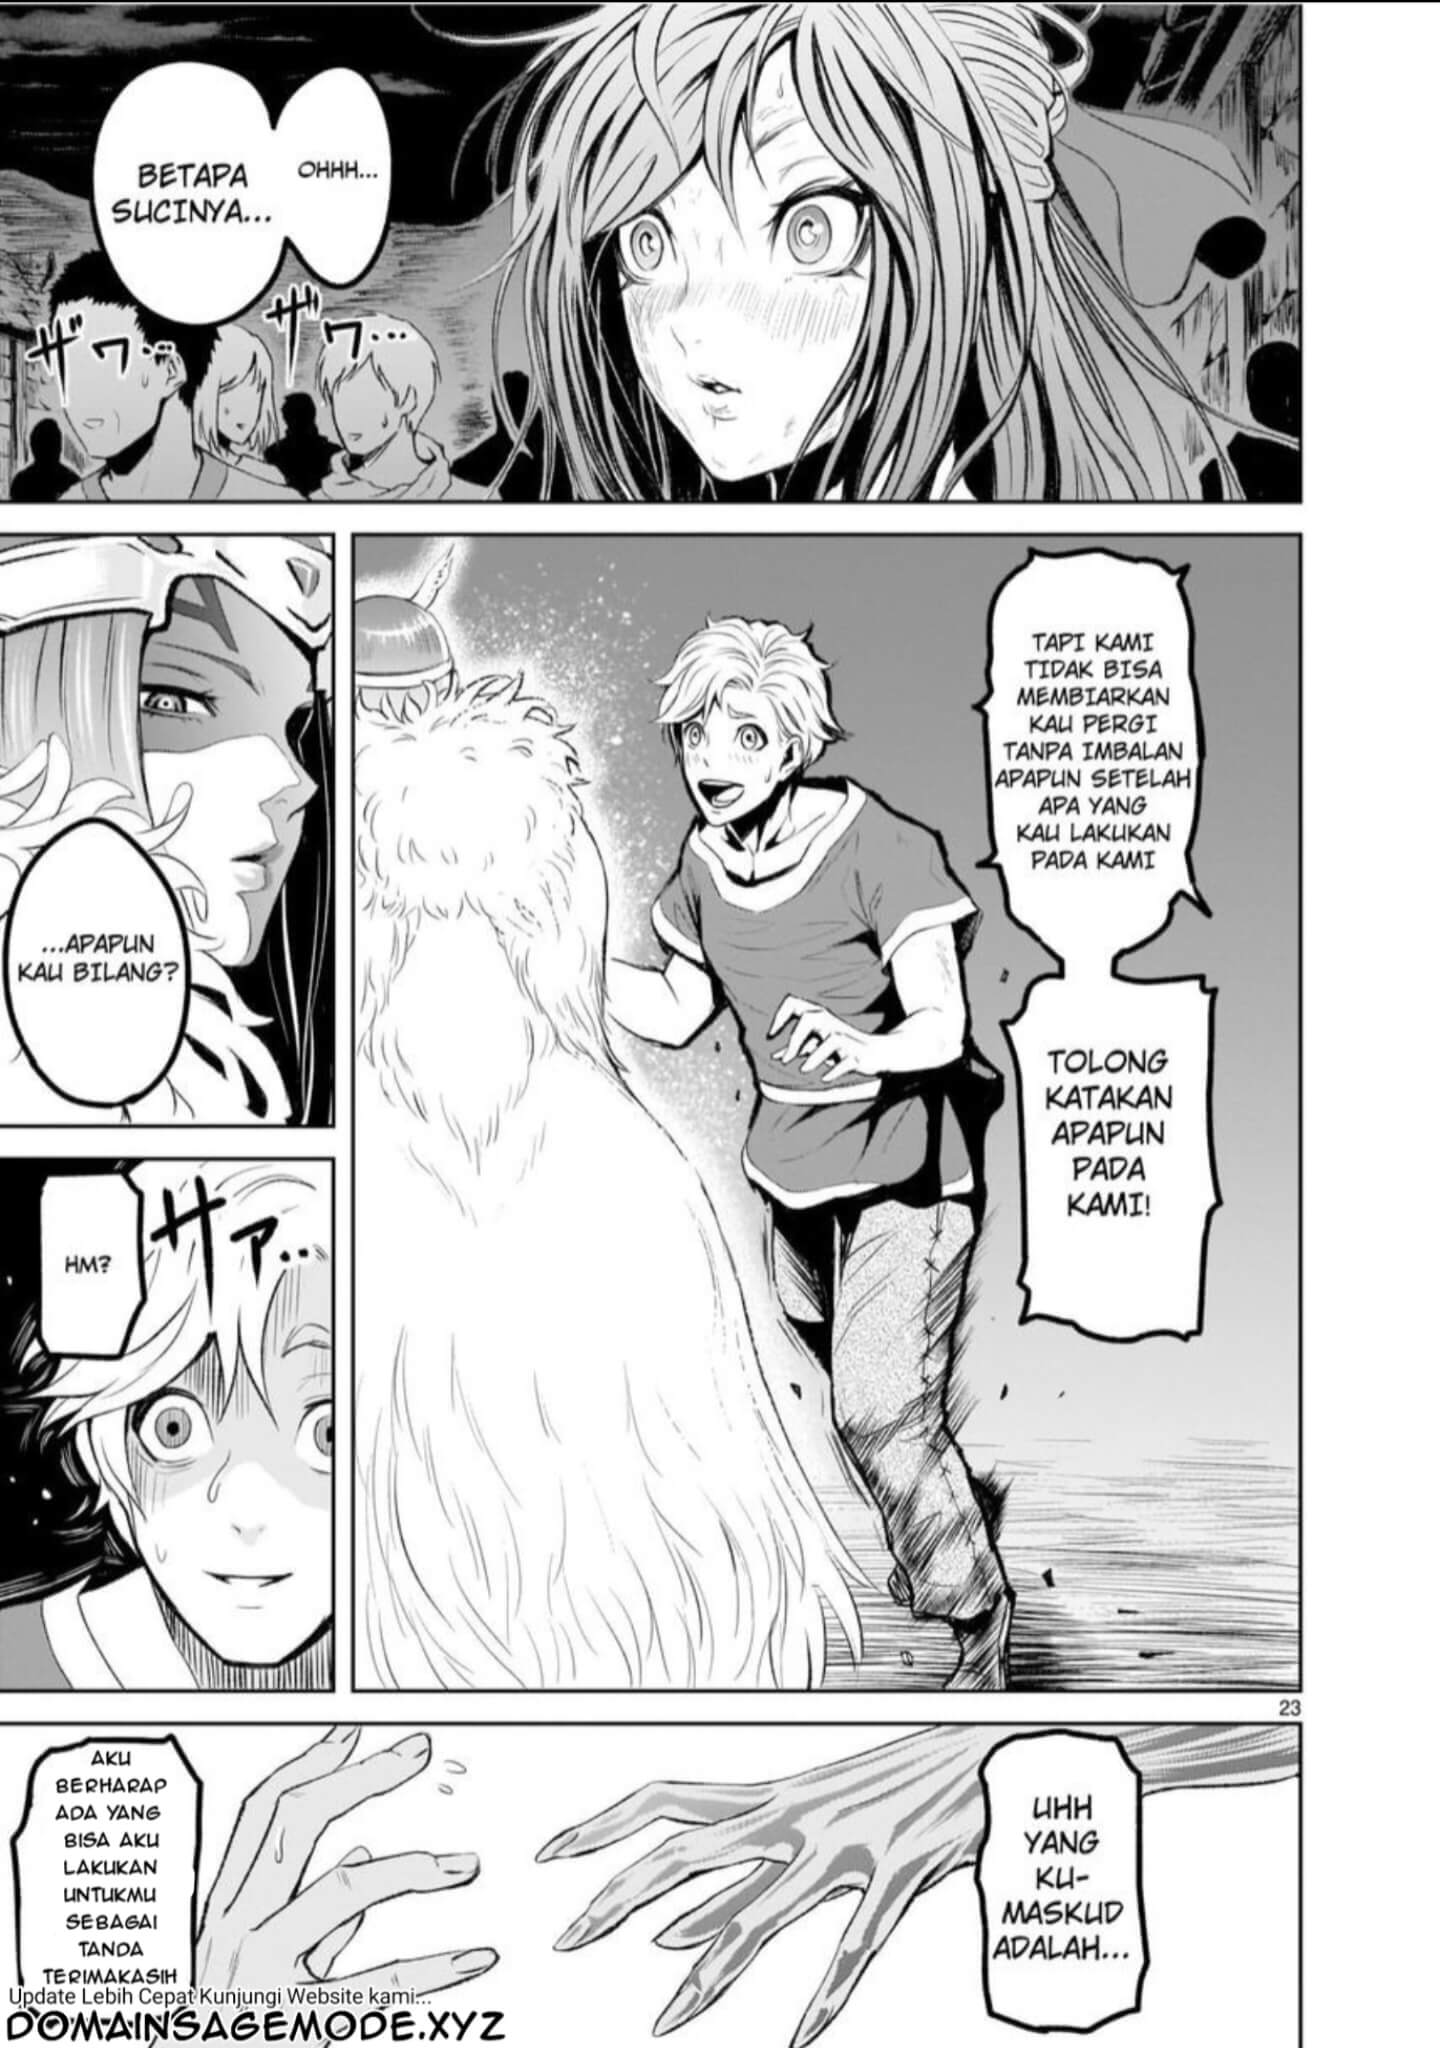 OHHH...
BETAPA
SUCINYA...
ザワ...
ザワ...
TAPI KAMI
TIDAK BISA
MEMBIARKAN
KAU PERGI
TANPA IMBALAN
APAPUN SETELAH
APA YANG
KAU LAKUKAN
PADA KAMI
TOLONG
KATAKAN
APAPUN
PADA
KAMI!
...APAPUN
KAU BILANG?
HM?
サァ...
23
UHH
YANG
KU-
MASKUD
ADALAH...
AKU
BERHARAP
ADA YANG
BISA AKU
LAKUKAN
UNTUKMU
SEBAGAI
TANDA
TERIMAKASIH
Update Lebih Cepat Kunjungi Website kami...
DOMAINSAGEMODE.XYZ